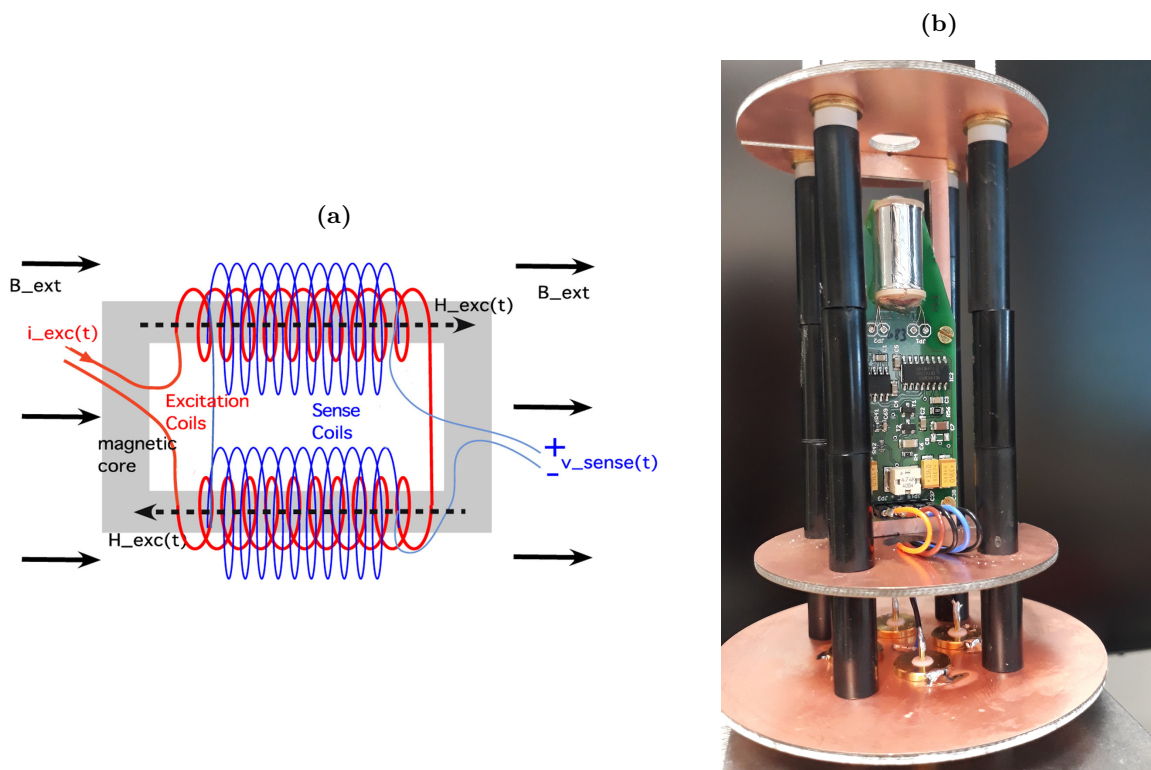 (b)
(a)
B_ext
B_ext
H_exc(t)
i_exc(t)
Excitation
Coils
Sense
Coils
magnetic
core
+
v_sense(t)
-
H_exc(t)